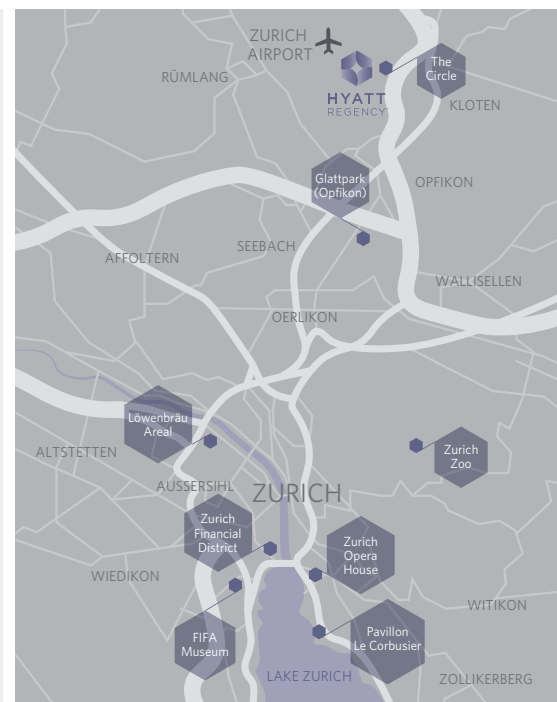 ZURICH
AIRPORT
The
Circle
RÜMLANG
HYATT
REGENCY
KLOTEN
Glattpark
(Opfikon)
OPFIKON
SEEBACH
AFFOLTERN
WALLISELLEN
OERLIKON
Löwenbräu
Areal
ALTSTETTEN
Zurich
Zoo
AUSSERSIHL
ZURICH
Zurich
Financial
District
Zurich
Opera
House
WIEDIKON
WITIKON
FIFA
Museum
Pavillon
Le Corbusier
LAKE ZURICH
ZOLLIKERBERG